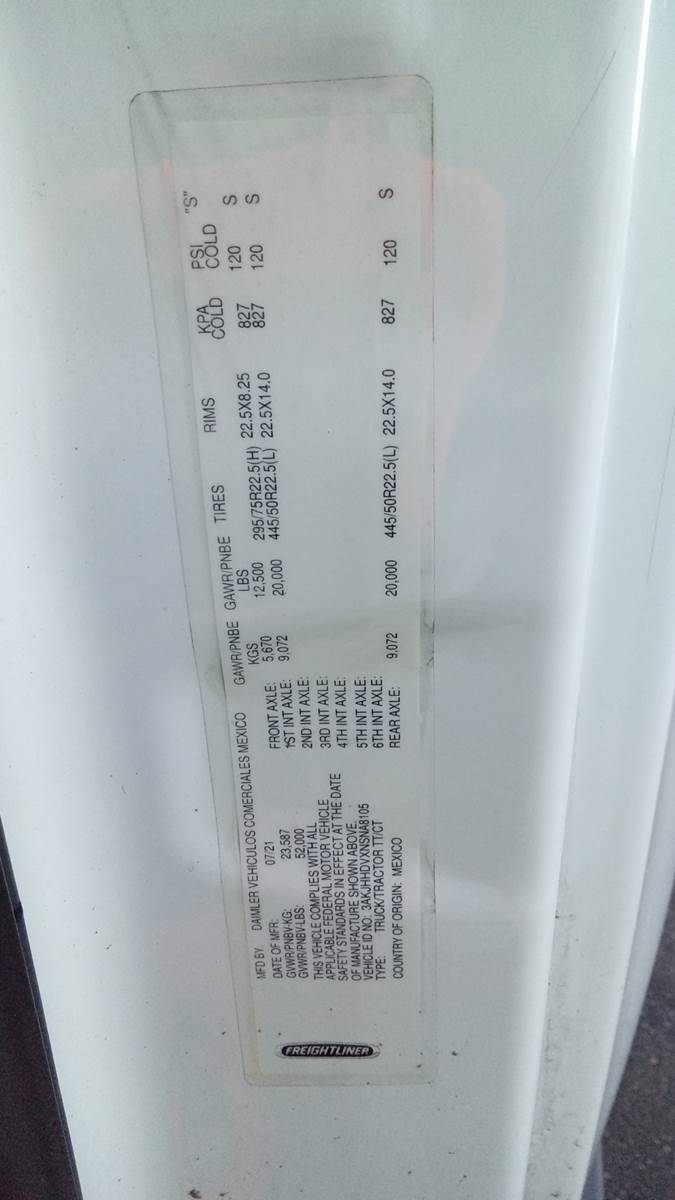 FREIGHTLINER
MFD BY: DAIMLER VEHICULOS COMERCIALES MEXICO
DATE OF MFR: 07/21
GVWR/PNBV-KG: 23,587
GVWR/PNBV-LBS: 52,000
THIS VEHICLE COMPLIES WITH ALL
APPLICABLE FEDERAL MOTOR VEHICLE
SAFETY STANDARDS IN EFFECT AT THE DATE
OF MANUFACTURE SHOWN ABOVE.
VEHICLE ID NO: 3AKJHHDVXNSNA8105
TYPE: TRUCK/TRACTOR TT/CT
COUNTRY OF ORIGIN: MEXICO
GAWR/PNBE KGS GAWR/PNBE LBS TIRES RIMS KPA COLD PSI COLD "S"
FRONT AXLE: 5,670 12,500 295/75R22.5(H) 22.5X8.25 827 120 S
1ST INT AXLE: 9,072 20,000 445/50R22.5(L) 22.5X14.0 827 120 S
2ND INT AXLE:
3RD INT AXLE:
4TH INT AXLE:
5TH INT AXLE:
6TH INT AXLE:
REAR AXLE: 9,072 20,000 445/50R22.5(L) 22.5X14.0 827 120 S